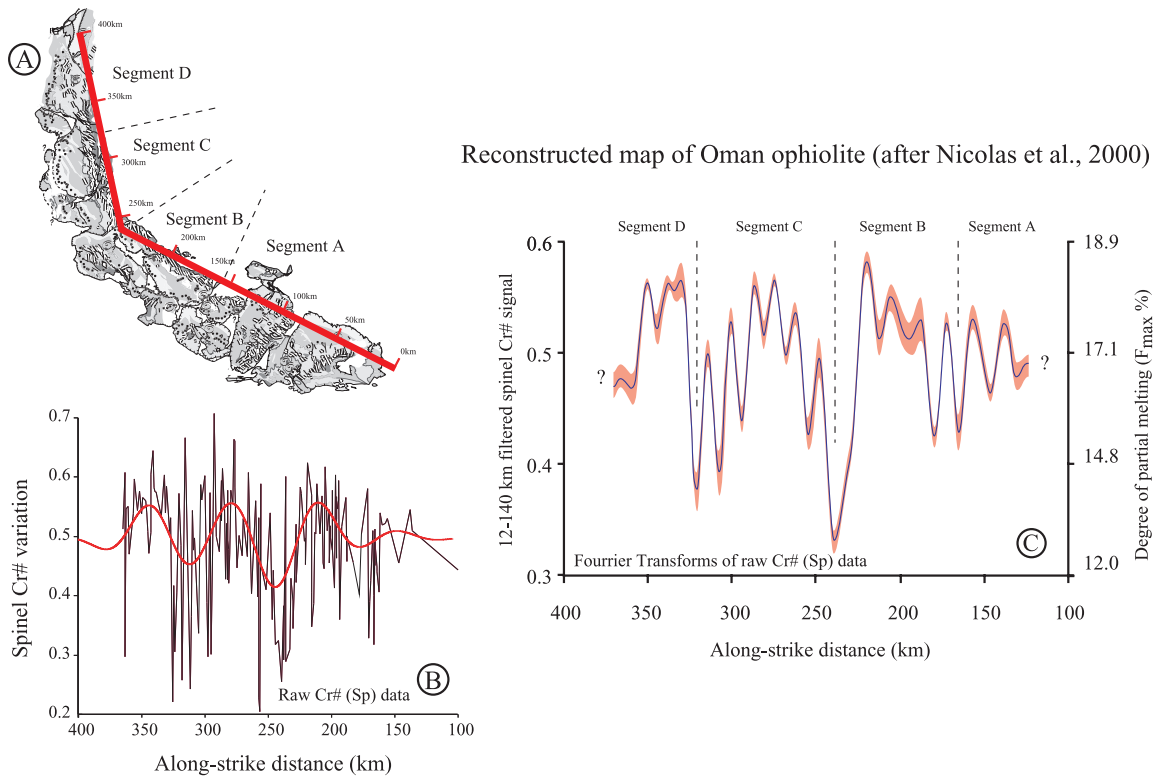 A
400km
Segment D
350km
Segment C
300km
250km
Segment B
200km
Segment A
150km
100km
50km
0km
Reconstructed map of Oman ophiolite (after Nicolas et al., 2000)
0.7
0.6
0.5
0.4
0.3
0.2
Spinel Cr# variation
Raw Cr# (Sp) data
B
400 350 300 250 200 150 100
Along-strike distance (km)
Segment D Segment C Segment B Segment A
0.6
0.5
0.4
0.3
12-140 km filtered spinel Cr# signal
18.9
17.1
14.8
12.0
Degree of partial melting (Fmax %)
?
?
Fourrier Transforms of raw Cr# (Sp) data
C
400 350 300 250 200 150 100
Along-strike distance (km)